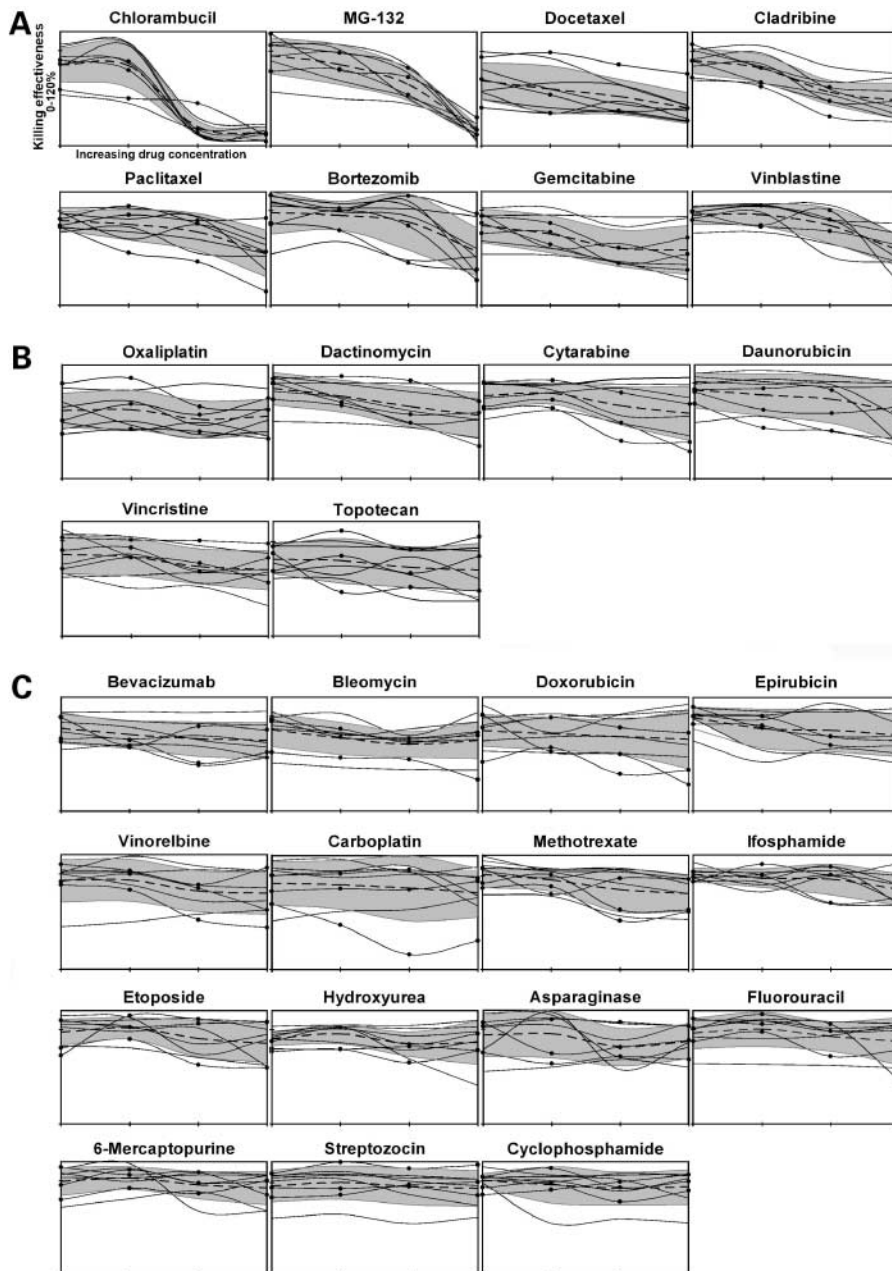 A
Chlorambucil MG-132 Docetaxel Cladribine
Killing effectiveness
0-120%
Increasing drug concentration
Paclitaxel Bortezomib Gemcitabine Vinblastine
B
Oxaliplatin Dactinomycin Cytarabine Daunorubicin
Vincristine Topotecan
C
Bevacizumab Bleomycin Doxorubicin Epirubicin
Vinorelbine Carboplatin Methotrexate Ifosphamide
Etoposide Hydroxyurea Asparaginase Fluorouracil
6-Mercaptopurine Streptozocin Cyclophosphamide